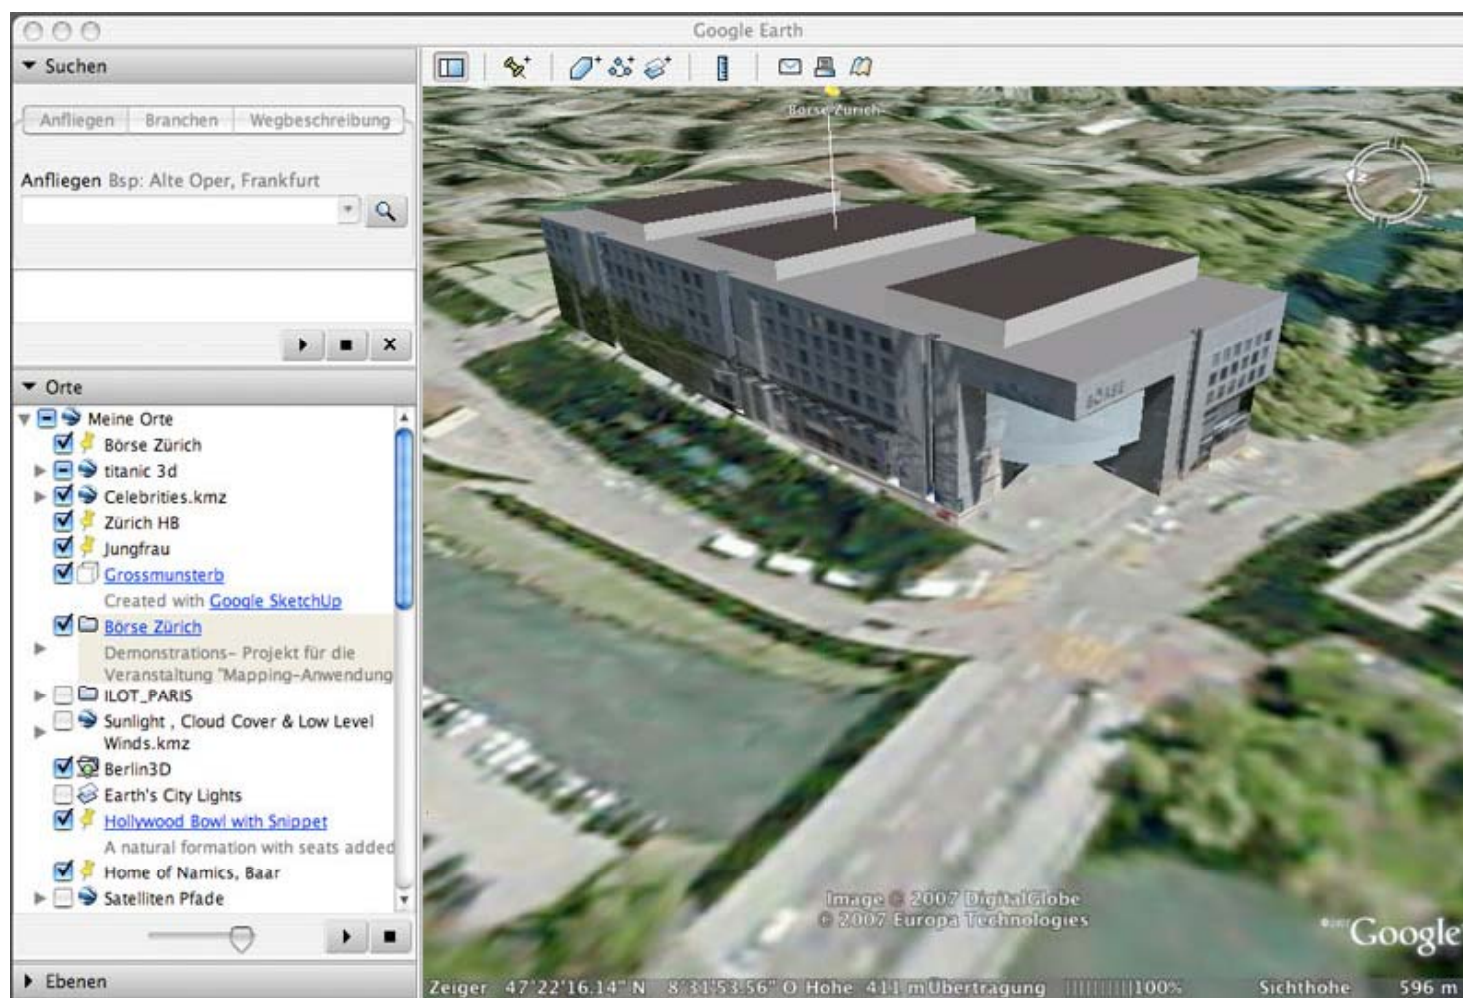 Google Earth
Suchen
Anfliegen Branchen Wegbeschreibung
Anfliegen Bsp: Alte Oper, Frankfurt
Orte
Meine Orte
Börse Zürich
titanic 3d
Celebrities.kmz
Zürich HB
Jungfrau
Grossmunsterb
Created with Google SketchUp
Börse Zürich
Demonstrations- Projekt für die
Veranstaltung "Mapping-Anwendung
ILOT_PARIS
Sunlight , Cloud Cover & Low Level
Winds.kmz
Berlin3D
Earth's City Lights
Hollywood Bowl with Snippet
A natural formation with seats added
Home of Namics, Baar
Satelliten Pfade
Ebenen
Börse Zürich
N
BÖRSE
Image © 2007 DigitalGlobe
© 2007 Europa Technologies
©2007 Google
Zeiger 47°22'16.14" N 8°31'53.56" O Höhe 411 m Übertragung ||||||||||100% Sichthöhe 596 m